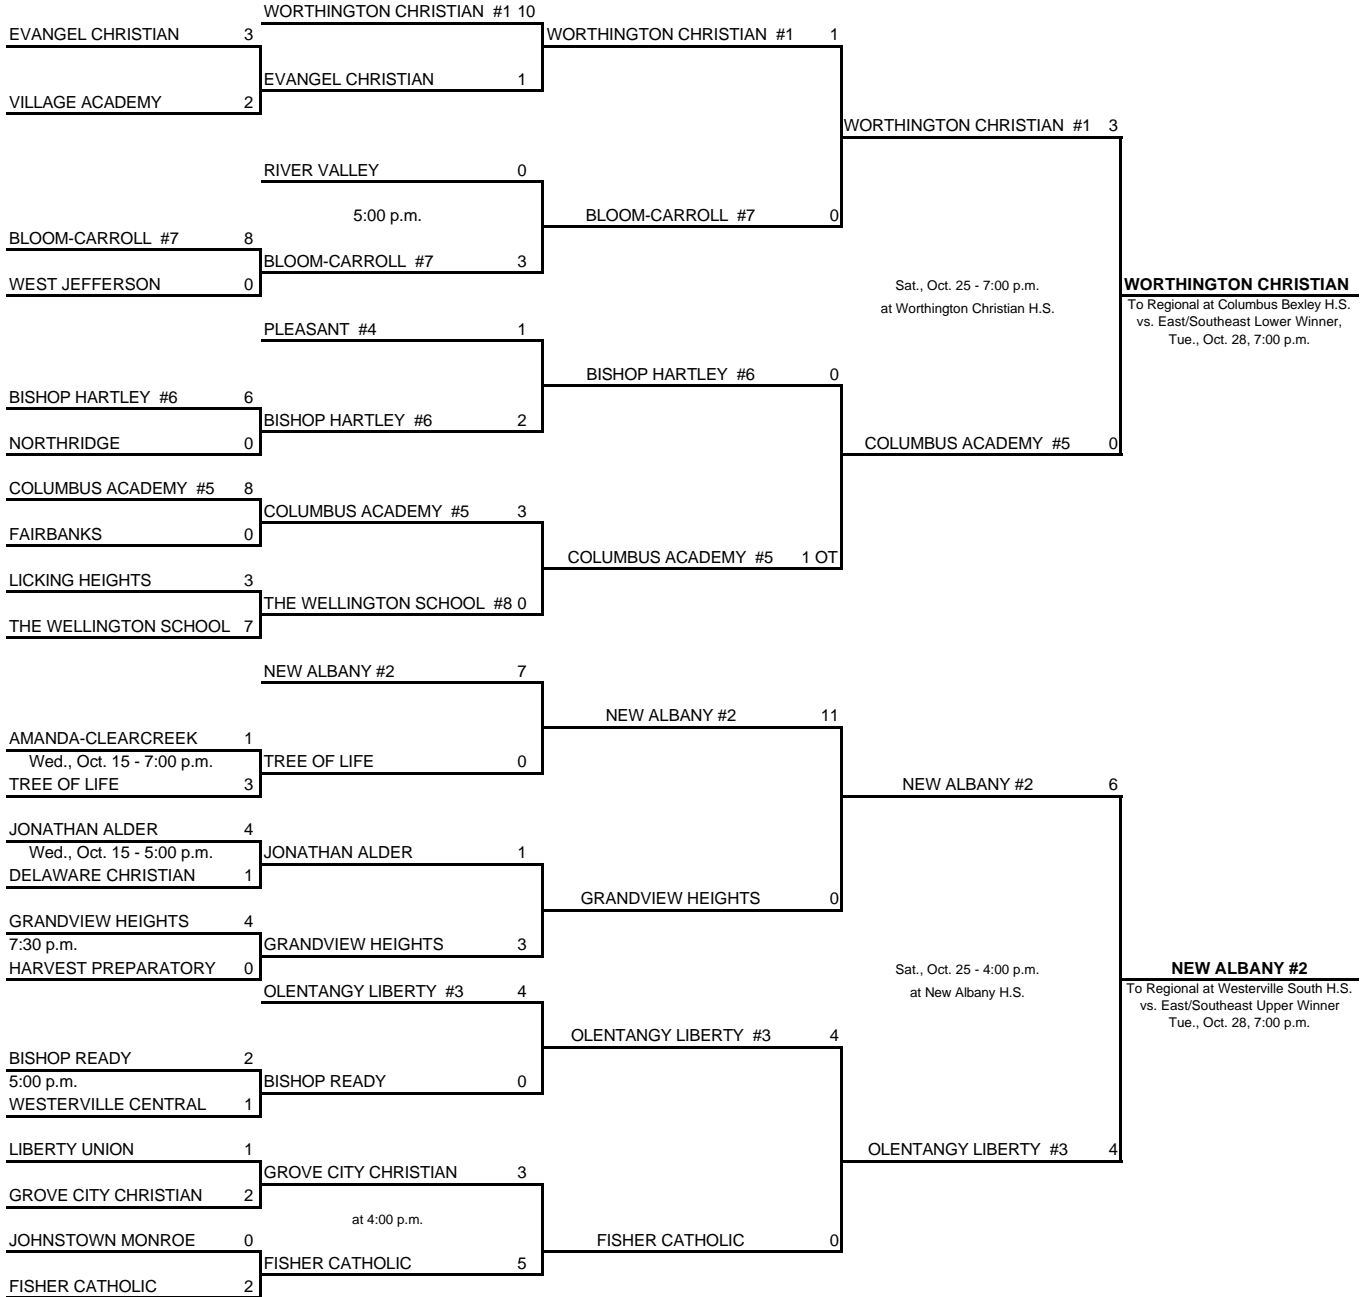 WORTHINGTON CHRISTIAN #1 10
EVANGEL CHRISTIAN 3
WORTHINGTON CHRISTIAN #1 1
EVANGEL CHRISTIAN 1
VILLAGE ACADEMY 2
WORTHINGTON CHRISTIAN #1 3
RIVER VALLEY 0
5:00 p.m.
BLOOM-CARROLL #7 0
BLOOM-CARROLL #7 8
BLOOM-CARROLL #7 3
WEST JEFFERSON 0
Sat., Oct. 25 - 7:00 p.m.
at Worthington Christian H.S.
WORTHINGTON CHRISTIAN
To Regional at Columbus Bexley H.S.
vs. East/Southeast Lower Winner,
Tue., Oct. 28, 7:00 p.m.
PLEASANT #4 1
BISHOP HARTLEY #6 0
BISHOP HARTLEY #6 6
BISHOP HARTLEY #6 2
NORTHRIDGE 0
COLUMBUS ACADEMY #5 0
COLUMBUS ACADEMY #5 8
COLUMBUS ACADEMY #5 3
FAIRBANKS 0
COLUMBUS ACADEMY #5 1 OT
LICKING HEIGHTS 3
THE WELLINGTON SCHOOL #8 0
THE WELLINGTON SCHOOL 7
NEW ALBANY #2 7
NEW ALBANY #2 11
AMANDA-CLEARCREEK 1
Wed., Oct. 15 - 7:00 p.m.
TREE OF LIFE 0
TREE OF LIFE 3
NEW ALBANY #2 6
JONATHAN ALDER 4
Wed., Oct. 15 - 5:00 p.m.
JONATHAN ALDER 1
DELAWARE CHRISTIAN 1
GRANDVIEW HEIGHTS 0
GRANDVIEW HEIGHTS 4
7:30 p.m.
GRANDVIEW HEIGHTS 3
HARVEST PREPARATORY 0
Sat., Oct. 25 - 4:00 p.m.
at New Albany H.S.
NEW ALBANY #2
To Regional at Westerville South H.S.
vs. East/Southeast Upper Winner
Tue., Oct. 28, 7:00 p.m.
OLENTANGY LIBERTY #3 4
OLENTANGY LIBERTY #3 4
BISHOP READY 2
5:00 p.m.
BISHOP READY 0
WESTERVILLE CENTRAL 1
LIBERTY UNION 1
OLENTANGY LIBERTY #3 4
GROVE CITY CHRISTIAN 3
GROVE CITY CHRISTIAN 2
at 4:00 p.m.
JOHNSTOWN MONROE 0
FISHER CATHOLIC 0
FISHER CATHOLIC 5
FISHER CATHOLIC 2